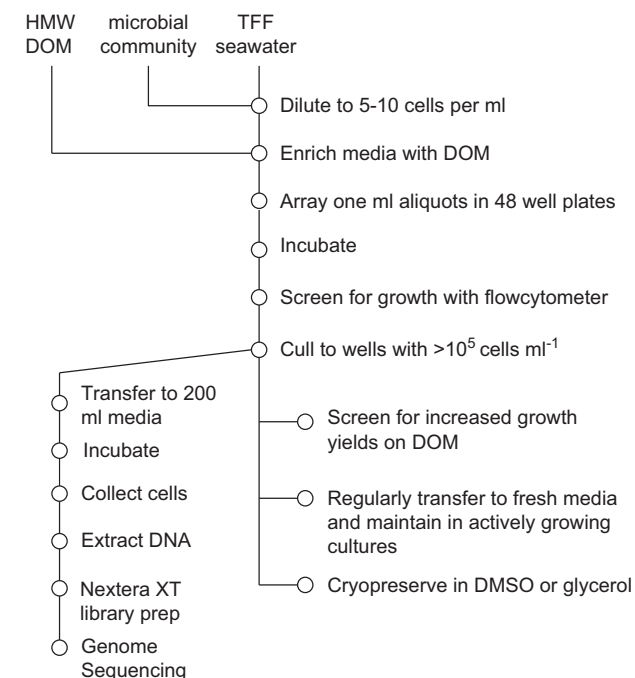 HMW
DOM
microbial
community
TFF
seawater
Dilute to 5-10 cells per ml
Enrich media with DOM
Array one ml aliquots in 48 well plates
Incubate
Screen for growth with flowcytometer
Cull to wells with >10⁵ cells ml⁻¹
Transfer to 200
ml media
Incubate
Collect cells
Extract DNA
Nextera XT
library prep
Genome
Sequencing
Screen for increased growth
yields on DOM
Regularly transfer to fresh media
and maintain in actively growing
cultures
Cryopreserve in DMSO or glycerol